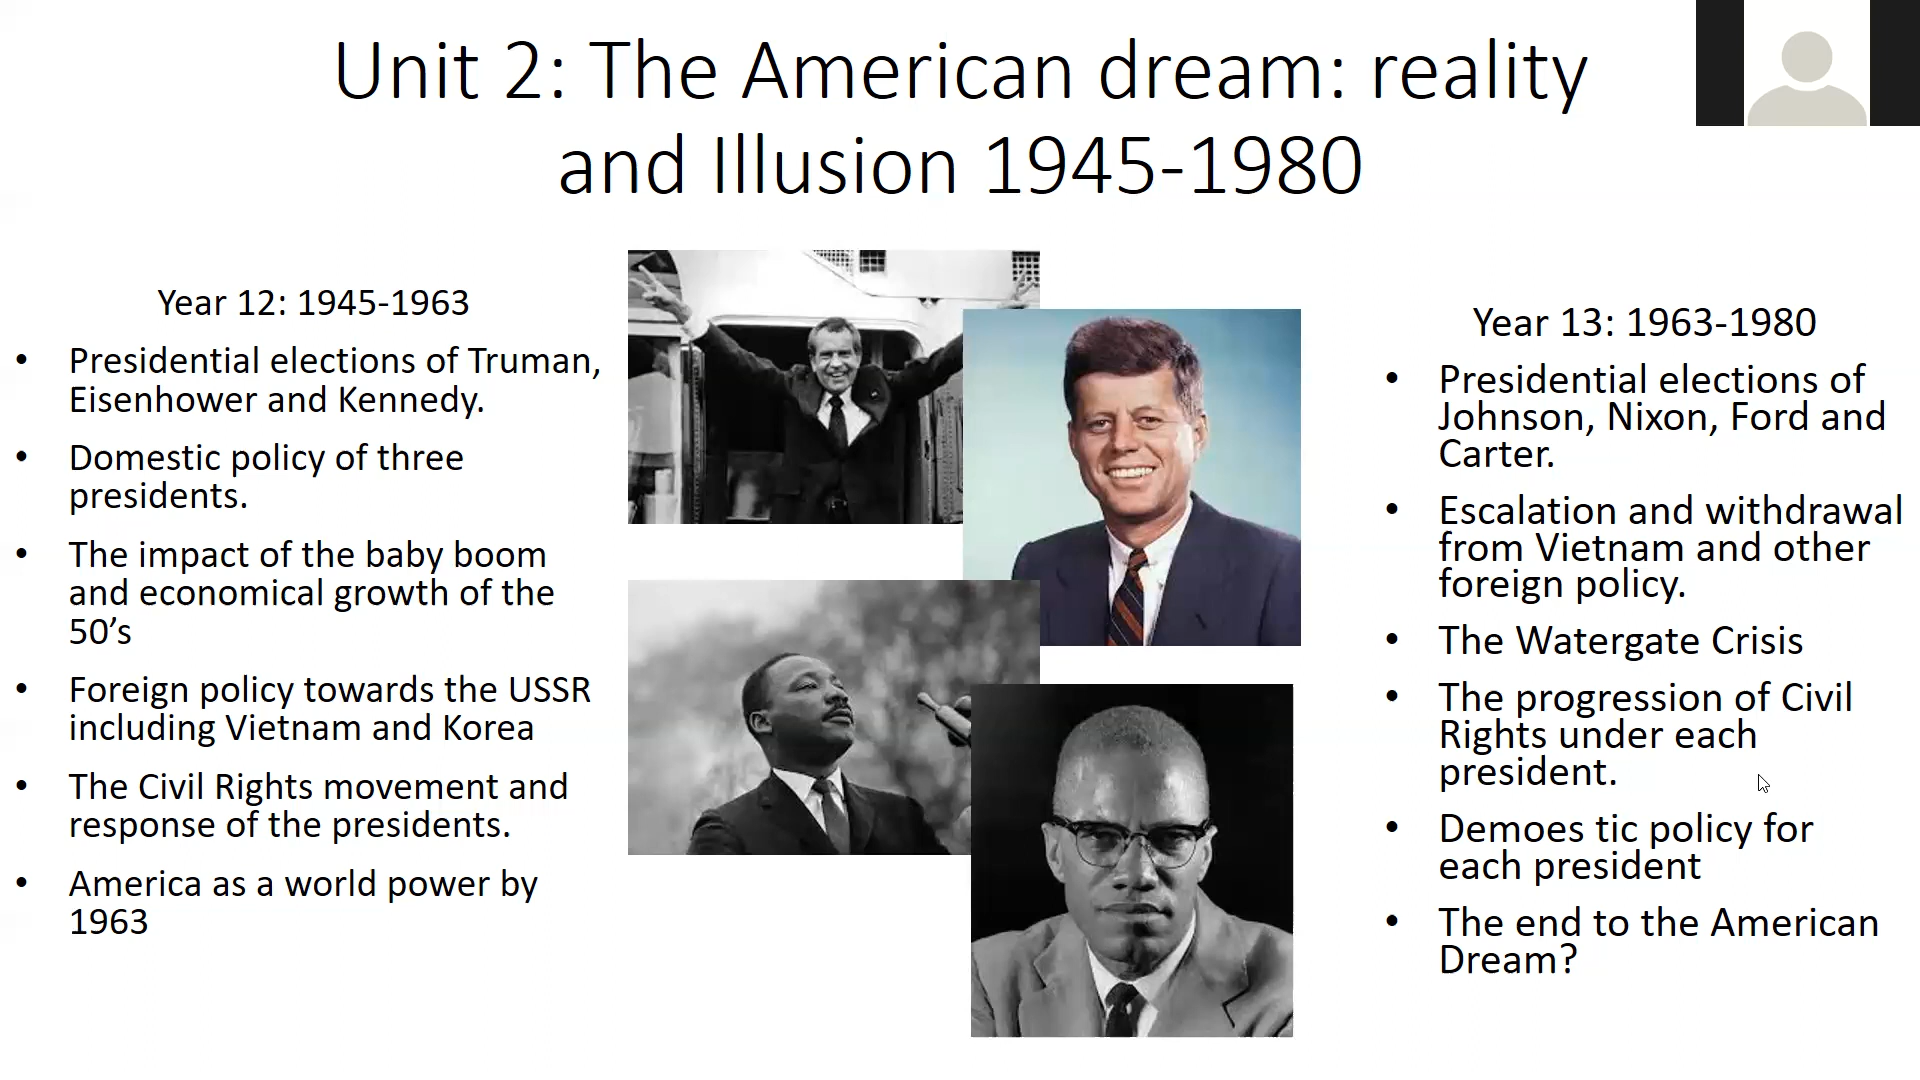 Unit 2: The American dream: reality
and Illusion 1945-1980
Year 12: 1945-1963
• Presidential elections of Truman,
Eisenhower and Kennedy.
• Domestic policy of three
presidents.
• The impact of the baby boom
and economical growth of the
50’s
• Foreign policy towards the USSR
including Vietnam and Korea
• The Civil Rights movement and
response of the presidents.
• America as a world power by
1963
Year 13: 1963-1980
• Presidential elections of
Johnson, Nixon, Ford and
Carter.
• Escalation and withdrawal
from Vietnam and other
foreign policy.
• The Watergate Crisis
• The progression of Civil
Rights under each
president.
• Demoes tic policy for
each president
• The end to the American
Dream?